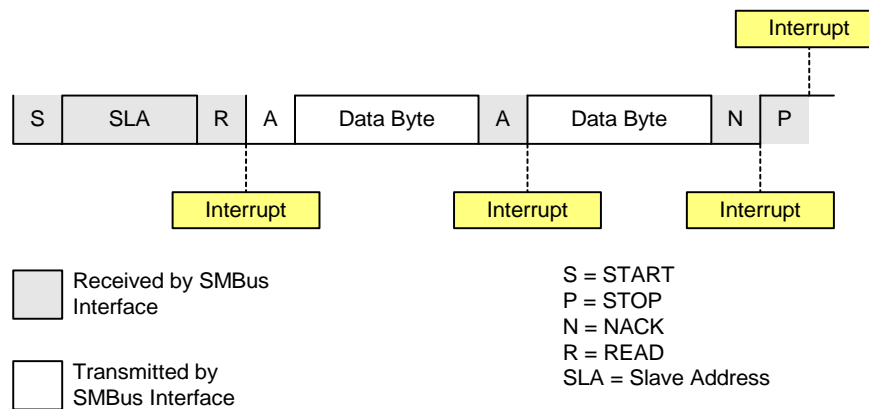 Interrupt
S SLA R A Data Byte A Data Byte N P
Interrupt Interrupt Interrupt
Received by SMBus
Interface
Transmitted by
SMBus Interface
S = START
P = STOP
N = NACK
R = READ
SLA = Slave Address